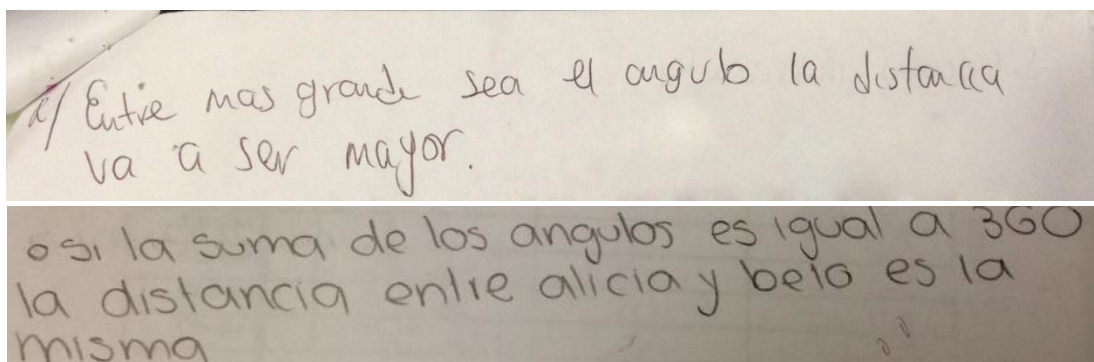 R/ Entre mas grande sea el angulo la distancia
va a ser mayor.
o si la suma de los angulos es igual a 360
la distancia entre alicia y beto es la
misma